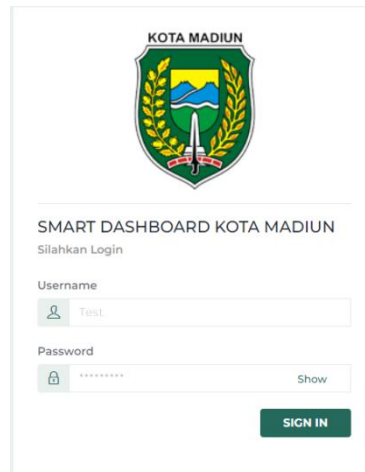 KOTA MADIUN
SMART DASHBOARD KOTA MADIUN
Silahkan Login
Username
Test
Password
********* Show
SIGN IN